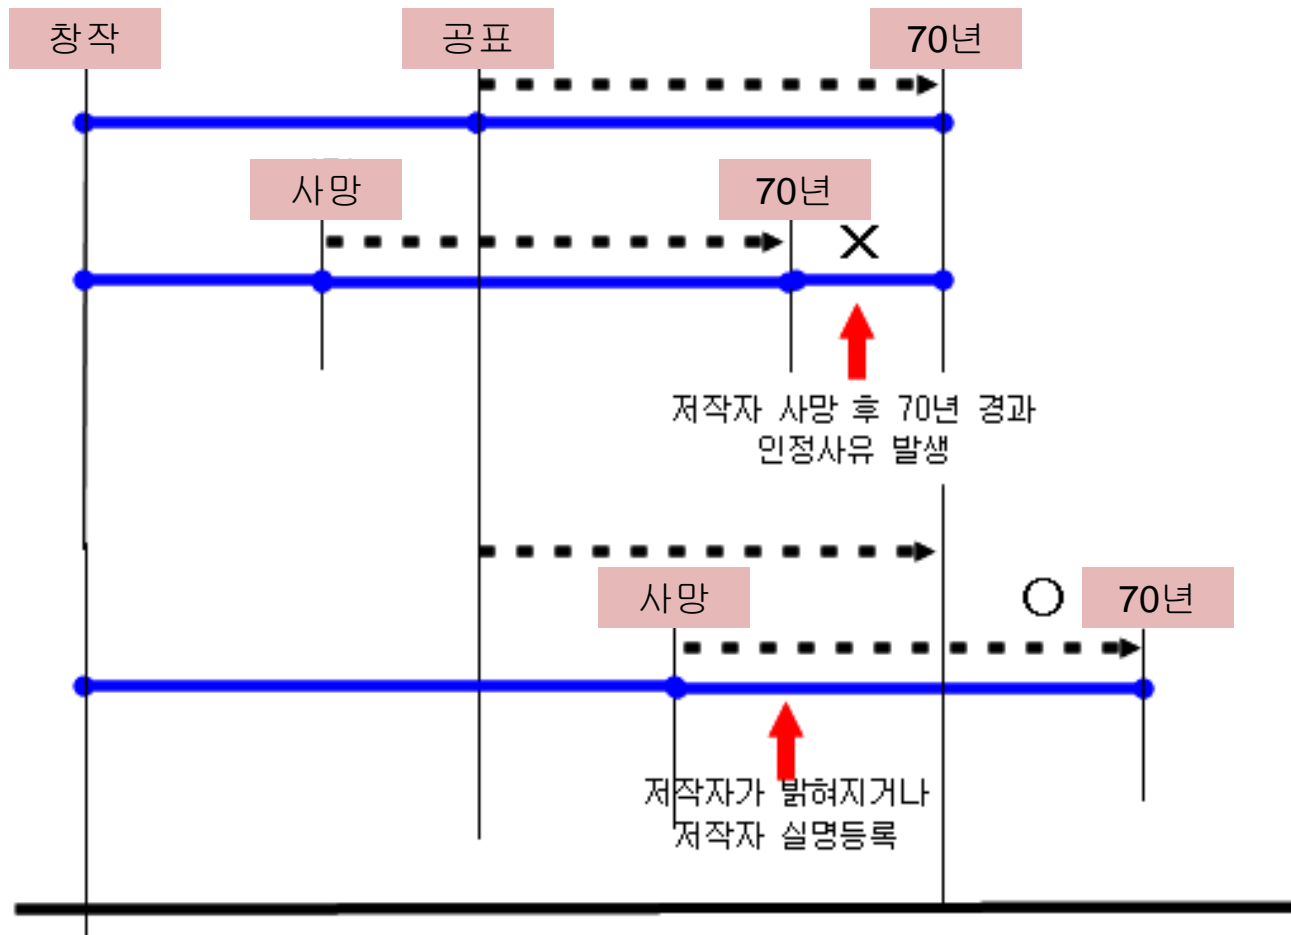 창작
공표
70년
사망
70년
저작자 사망 후 70년 경과
인정사유 발생
사망
70년
저작자가 밝혀지거나
저작자 실명등록